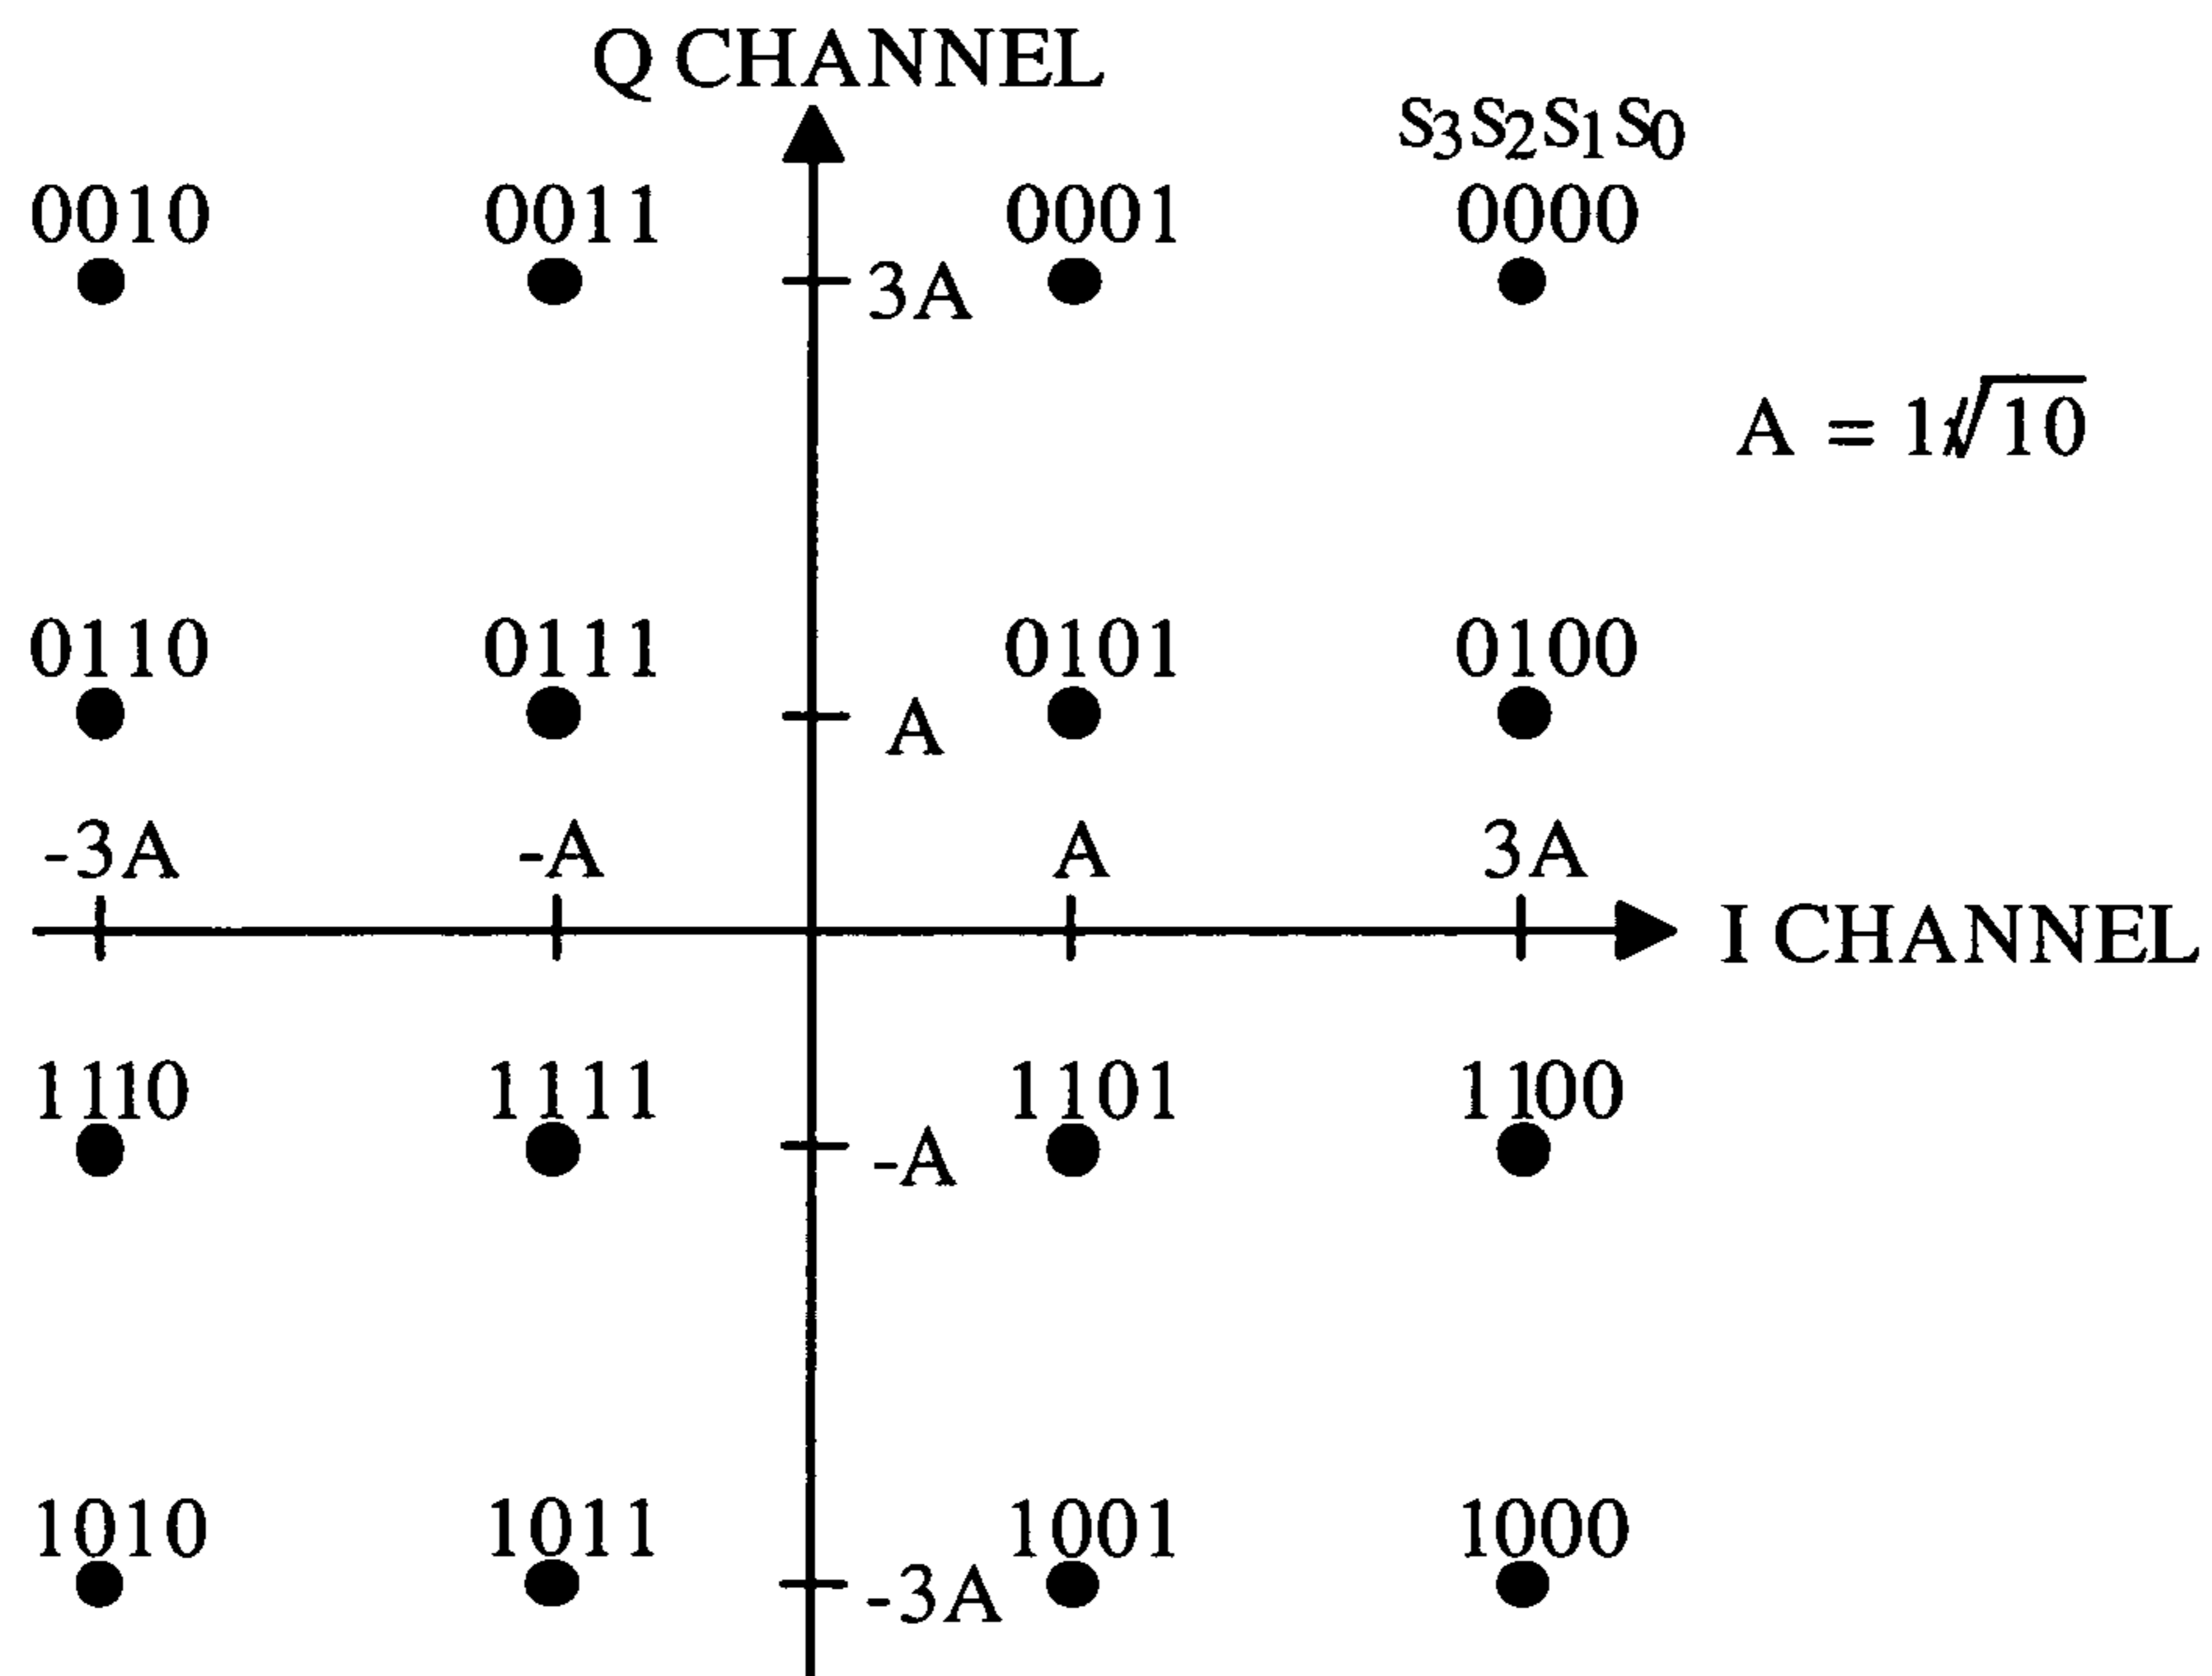 Q CHANNEL
S3S2S1S0
0010 0011 0001 0000
3A
A = 1/√10
0110 0111 0101 0100
A
-3A -A A 3A
I CHANNEL
1110 1111 1101 1100
-A
1010 1011 1001 1000
-3A